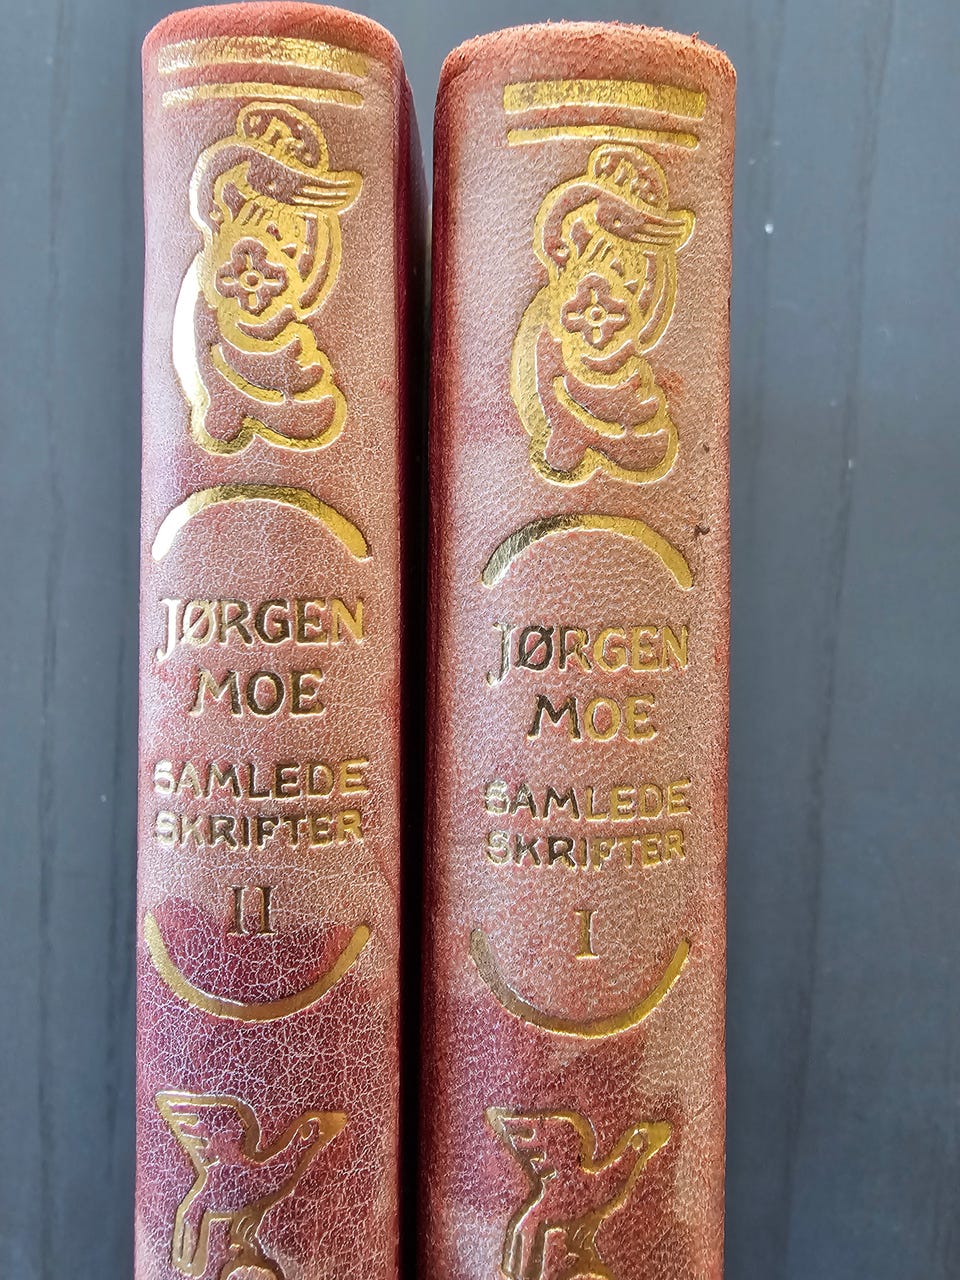 JØRGEN
MOE
SAMLEDE
SKRIFTER
II
JØRGEN
MOE
SAMLEDE
SKRIFTER
I